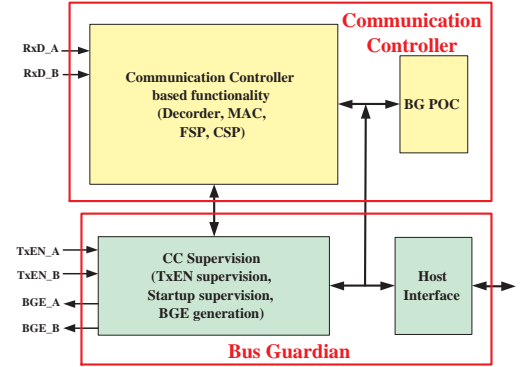 Communication
Controller
RxD_A
RxD_B
Communication Controller
based functionality
(Decorder, MAC,
FSP, CSP)
BG POC
TxEN_A
TxEN_B
BGE_A
BGE_B
CC Supervision
(TxEN supervision,
Startup supervision,
BGE generation)
Host
Interface
Bus Guardian